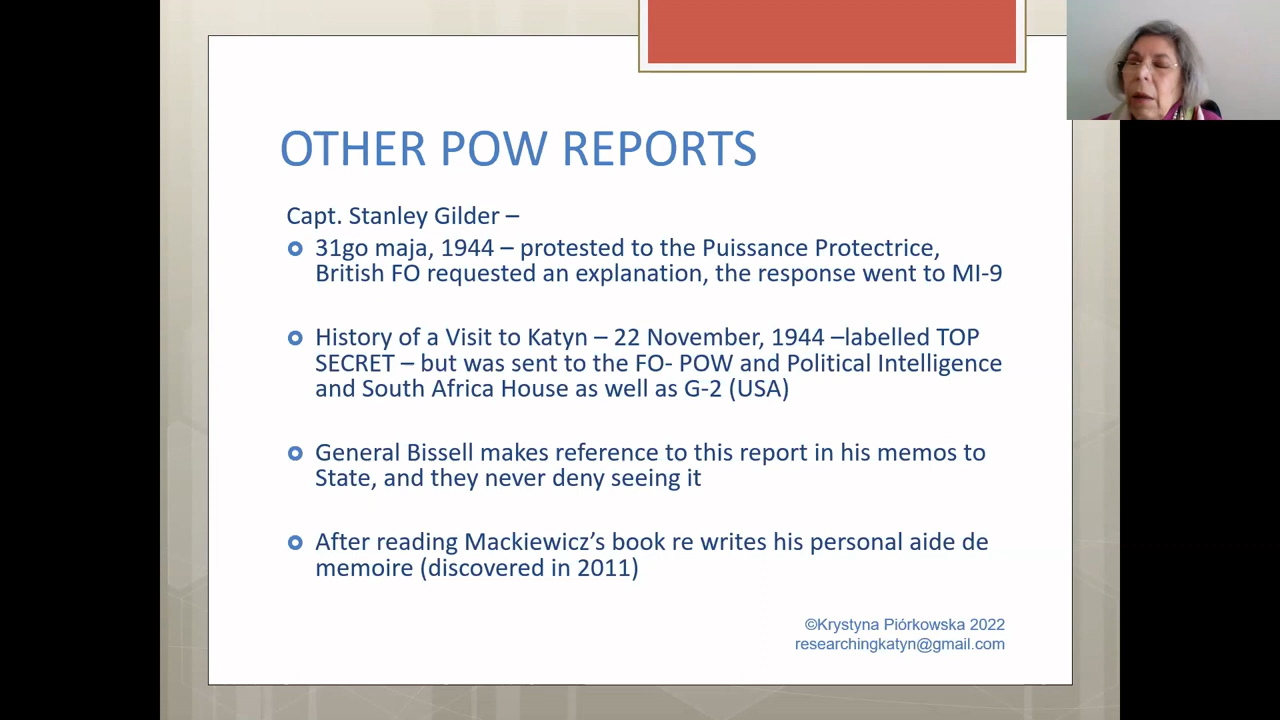 OTHER POW REPORTS
Capt. Stanley Gilder –
31go maja, 1944 – protested to the Puissance Protectrice,
British FO requested an explanation, the response went to MI-9
History of a Visit to Katyn – 22 November, 1944 –labelled TOP
SECRET – but was sent to the FO- POW and Political Intelligence
and South Africa House as well as G-2 (USA)
General Bissell makes reference to this report in his memos to
State, and they never deny seeing it
After reading Mackiewicz’s book re writes his personal aide de
memoire (discovered in 2011)
©Krystyna Piórkowska 2022
researchingkatyn@gmail.com